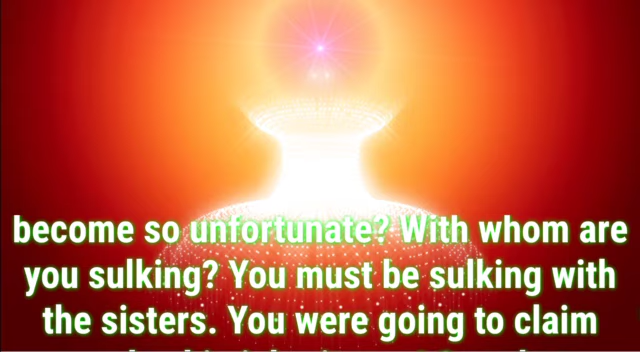 become so unfortunate? With whom are
you sulking? You must be sulking with
the sisters. You were going to claim